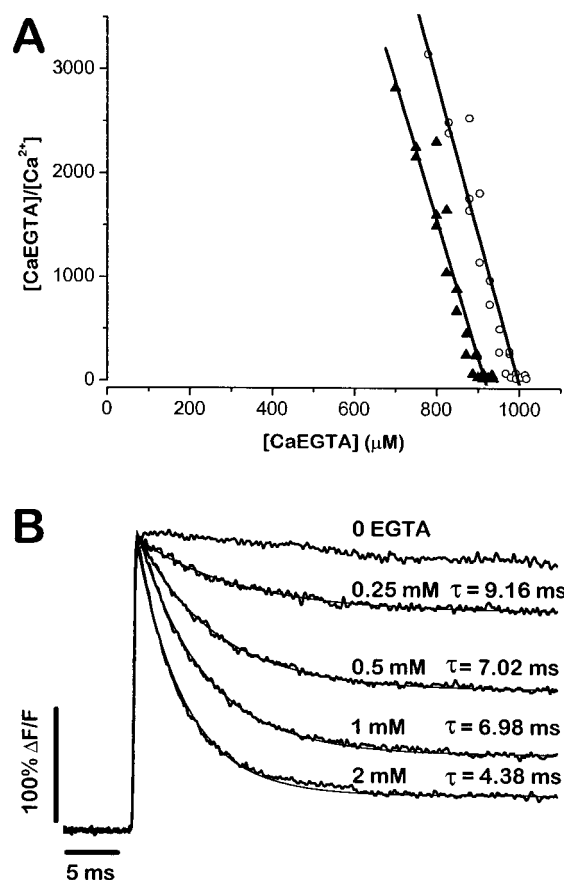 A
[CaEGTA]/[Ca²⁺]
3000
2000
1000
0
0 200 400 600 800 1000
[CaEGTA] (μM)
B
0 EGTA
0.25 mM τ = 9.16 ms
0.5 mM τ = 7.02 ms
1 mM τ = 6.98 ms
2 mM τ = 4.38 ms
100% ΔF/F
5 ms